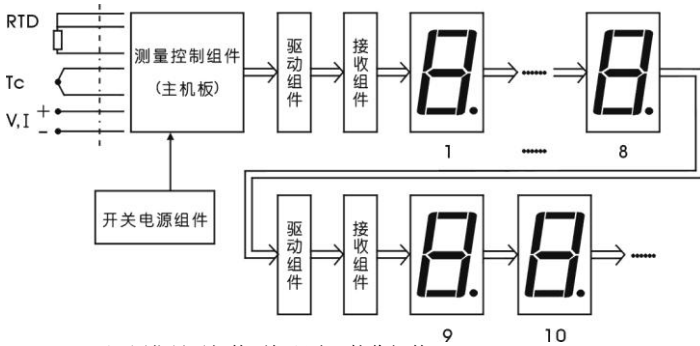 RTD
Tc
V,I
+
−
测量控制组件
(主机板)
驱动组件
接收组件
......
1
......
8
开关电源组件
驱动组件
接收组件
......
9
10